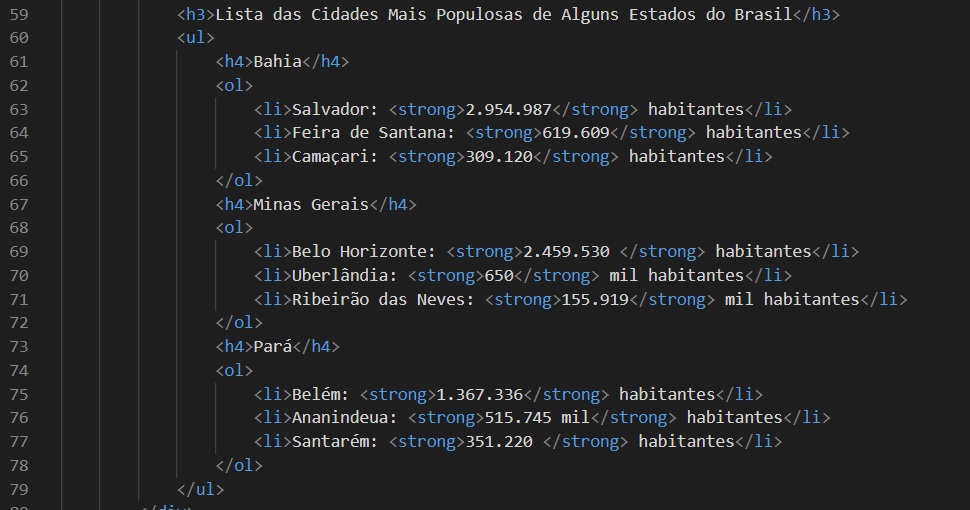 59 <h3>Lista das Cidades Mais Populosas de Alguns Estados do Brasil</h3>
60 <ul>
61 <h4>Bahia</h4>
62 <ol>
63 <li>Salvador: <strong>2.954.987</strong> habitantes</li>
64 <li>Feira de Santana: <strong>619.609</strong> habitantes</li>
65 <li>Camaçari: <strong>309.120</strong> habitantes</li>
66 </ol>
67 <h4>Minas Gerais</h4>
68 <ol>
69 <li>Belo Horizonte: <strong>2.459.530 </strong> habitantes</li>
70 <li>Uberlândia: <strong>650</strong> mil habitantes</li>
71 <li>Ribeirão das Neves: <strong>155.919</strong> mil habitantes</li>
72 </ol>
73 <h4>Pará</h4>
74 <ol>
75 <li>Belém: <strong>1.367.336</strong> habitantes</li>
76 <li>Ananindeua: <strong>515.745 mil</strong> habitantes</li>
77 <li>Santarém: <strong>351.220 </strong> habitantes</li>
78 </ol>
79 </ul>